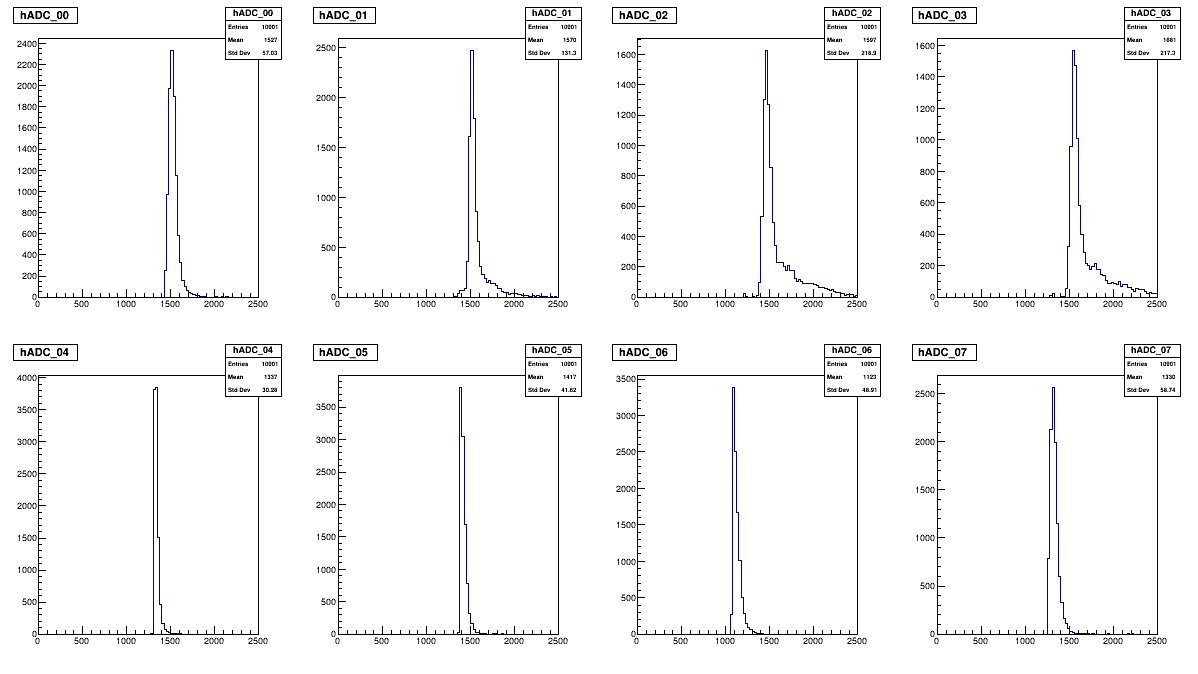 hADC_00
hADC_00
Entries 10001
Mean 1527
Std Dev 57.03
2400
2200
2000
1800
1600
1400
1200
1000
800
600
400
200
0
0 500 1000 1500 2000 2500
hADC_01
hADC_01
Entries 10001
Mean 1570
Std Dev 131.3
2500
2000
1500
1000
500
0
0 500 1000 1500 2000 2500
hADC_02
hADC_02
Entries 10001
Mean 1597
Std Dev 218.9
1600
1400
1200
1000
800
600
400
200
0
0 500 1000 1500 2000 2500
hADC_03
hADC_03
Entries 10001
Mean 1681
Std Dev 217.3
1600
1400
1200
1000
800
600
400
200
0
0 500 1000 1500 2000 2500
hADC_04
hADC_04
Entries 10001
Mean 1337
Std Dev 30.28
4000
3500
3000
2500
2000
1500
1000
500
0
0 500 1000 1500 2000 2500
hADC_05
hADC_05
Entries 10001
Mean 1417
Std Dev 41.62
3500
3000
2500
2000
1500
1000
500
0
0 500 1000 1500 2000 2500
hADC_06
hADC_06
Entries 10001
Mean 1123
Std Dev 48.91
3500
3000
2500
2000
1500
1000
500
0
0 500 1000 1500 2000 2500
hADC_07
hADC_07
Entries 10001
Mean 1330
Std Dev 56.74
2500
2000
1500
1000
500
0
0 500 1000 1500 2000 2500